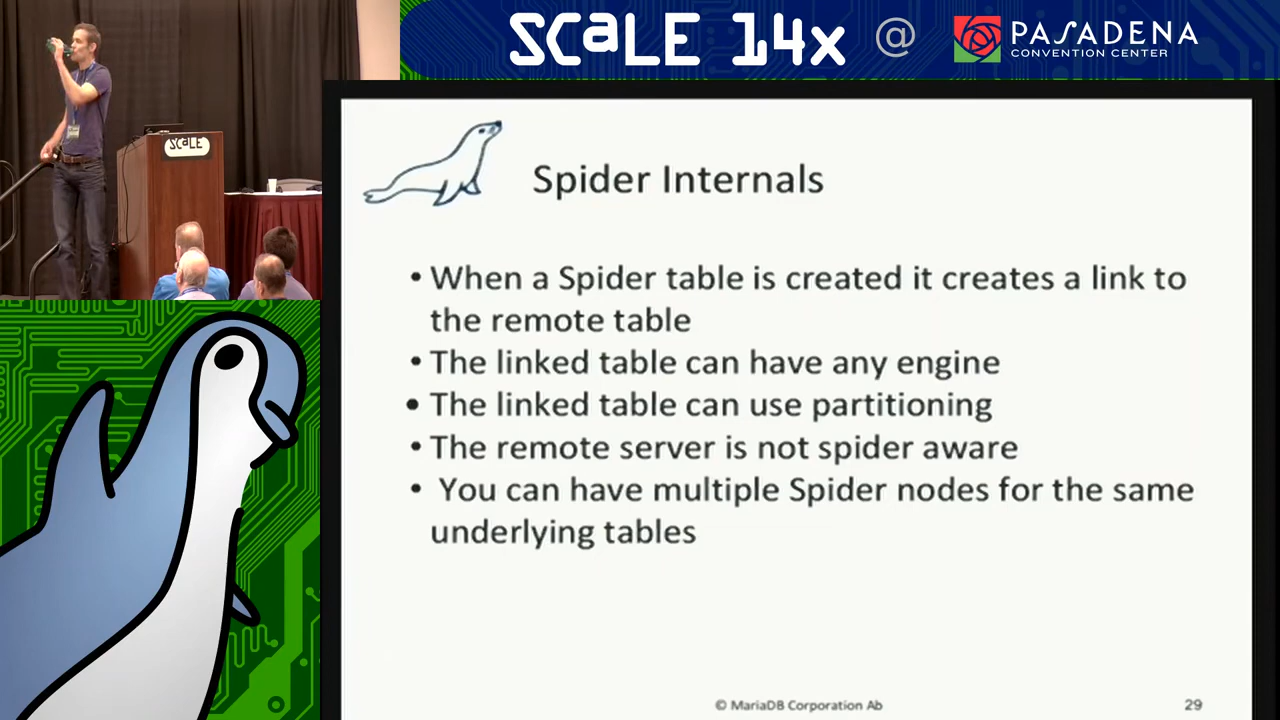 SCaLE 14x @ PASADENA
CONVENTION CENTER
SCaLE
Spider Internals
• When a Spider table is created it creates a link to
the remote table
• The linked table can have any engine
• The linked table can use partitioning
• The remote server is not spider aware
• You can have multiple Spider nodes for the same
underlying tables
© MariaDB Corporation Ab
29